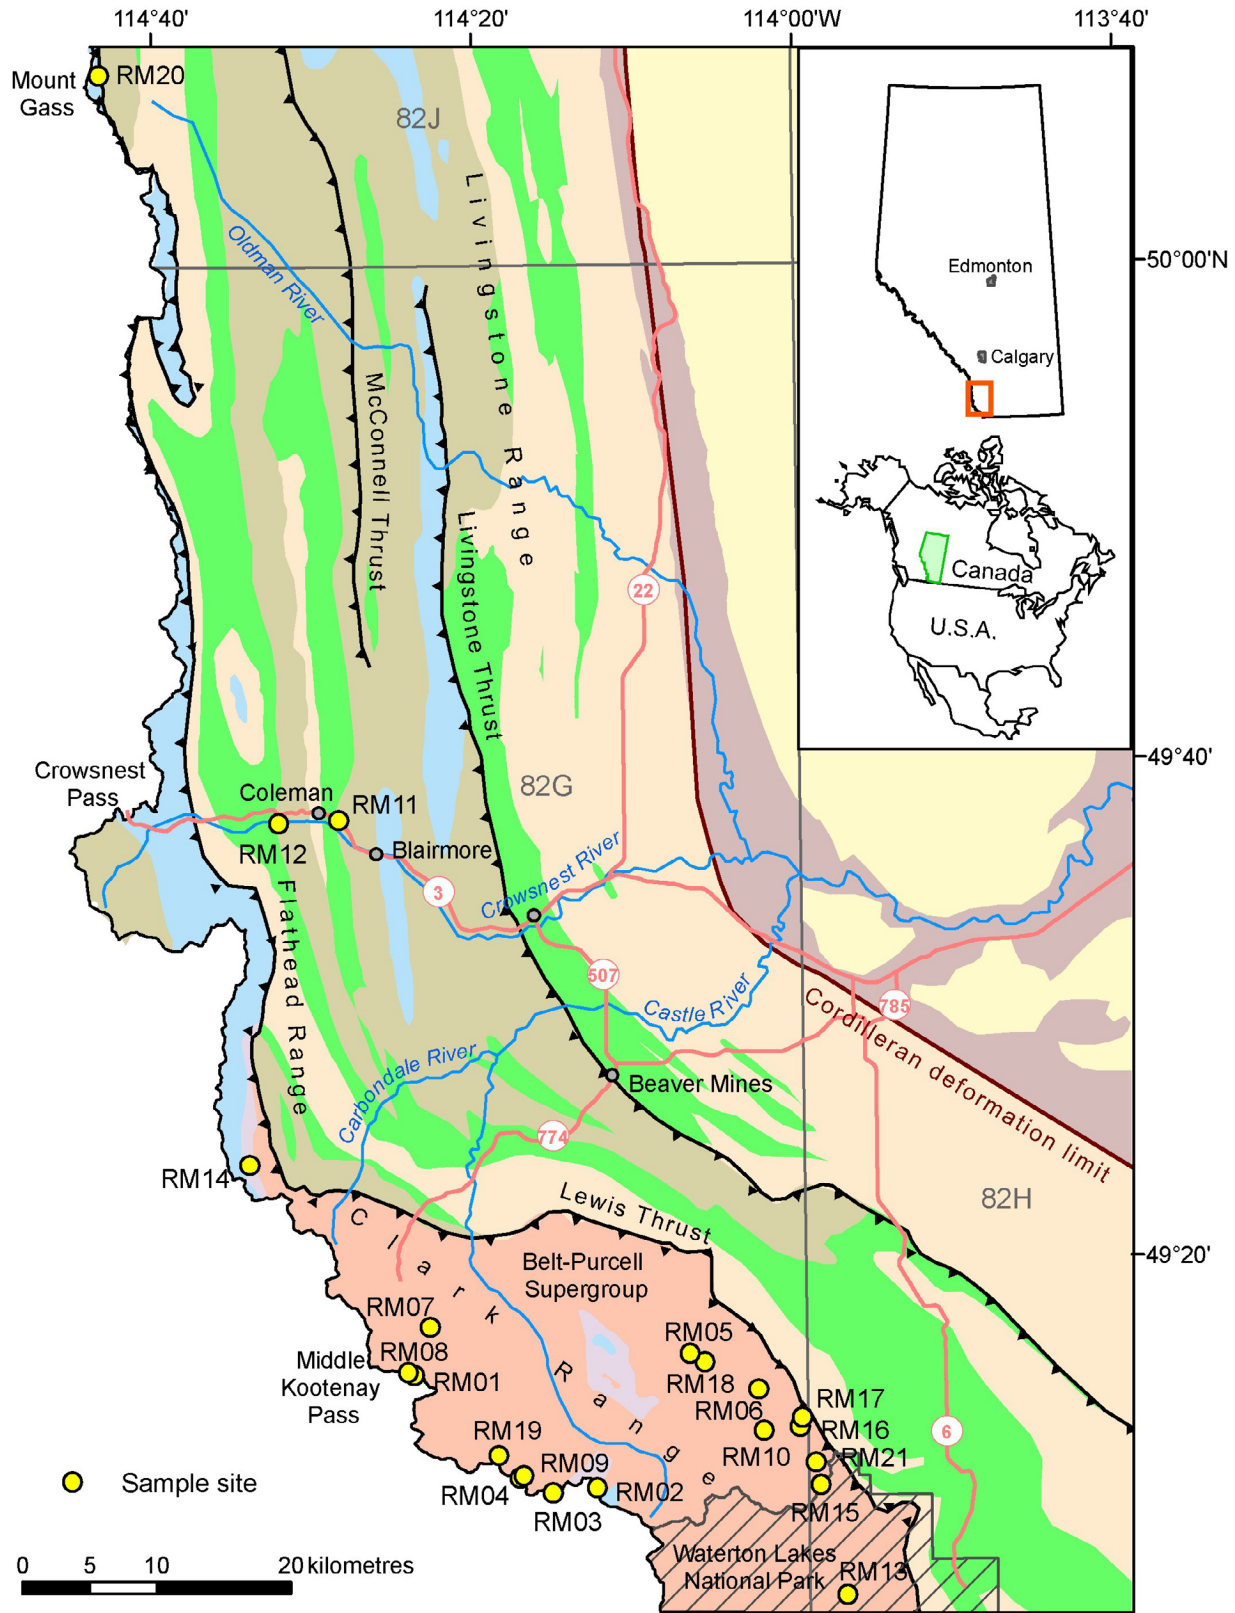 114°40'
114°20'
114°00'W
113°40'
Mount
Gass
RM20
82J
Edmonton
Calgary
50°00'N
Oldman River
Livingstone Range
McConnell Thrust
Livingstone Thrust
Canada
U.S.A.
22
49°40'
82G
Crowsnest
Pass
Coleman
RM11
RM12
Blairmore
3
Crowsnest River
Flathead Range
507
Castle River
785
Cordilleran deformation limit
Carbondale River
Beaver Mines
774
RM14
Lewis Thrust
82H
49°20'
Clark Range
Belt-Purcell
Supergroup
RM07
RM08
RM01
Middle
Kootenay
Pass
RM05
RM18
RM06
RM17
RM16
RM10
RM21
RM15
6
RM19
RM09
RM04
RM03
RM02
Sample site
Waterton Lakes
National Park
RM13
0 5 10 20 kilometres